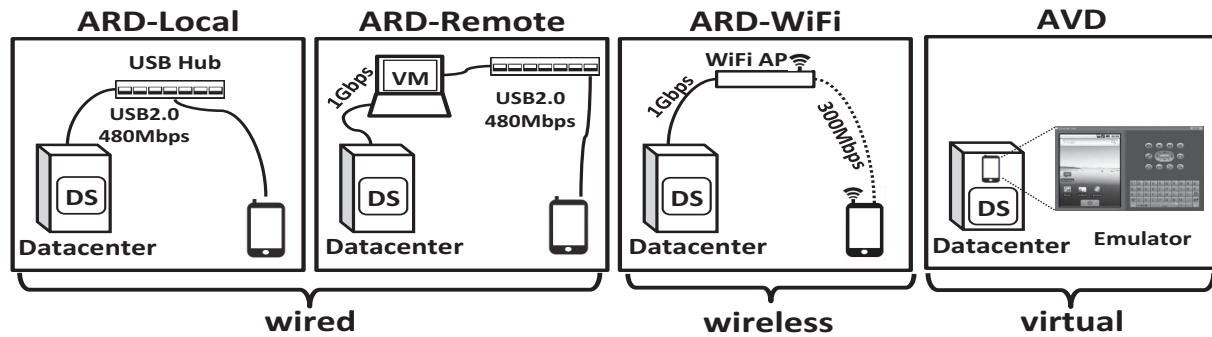 ARD-Local
USB Hub
USB2.0
480Mbps
DS
Datacenter
ARD-Remote
1Gbps
VM
USB2.0
480Mbps
DS
Datacenter
wired
ARD-WiFi
WiFi AP
1Gbps
300Mbps
DS
Datacenter
wireless
AVD
DS
Datacenter
Emulator
virtual